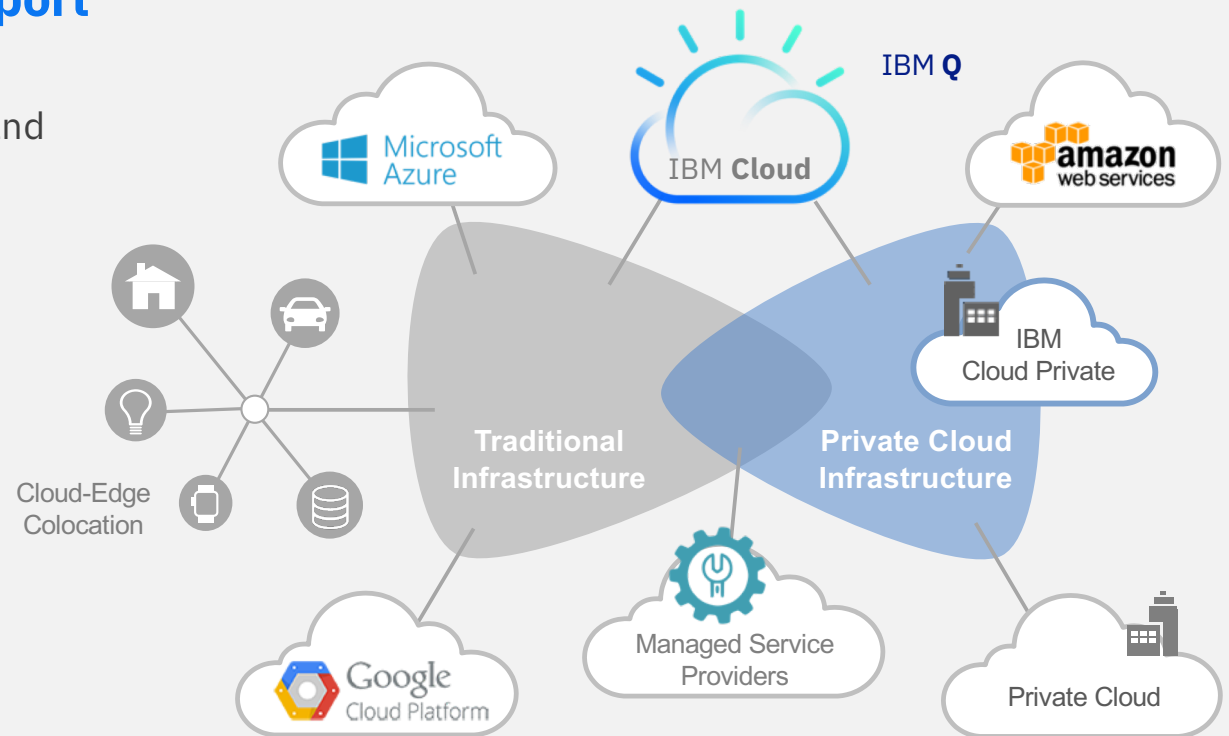 port
nd
IBM Q
Microsoft
Azure
IBM Cloud
amazon
web services
IBM
Cloud Private
Traditional
Infrastructure
Private Cloud
Infrastructure
Cloud-Edge
Colocation
Managed Service
Providers
Google
Cloud Platform
Private Cloud